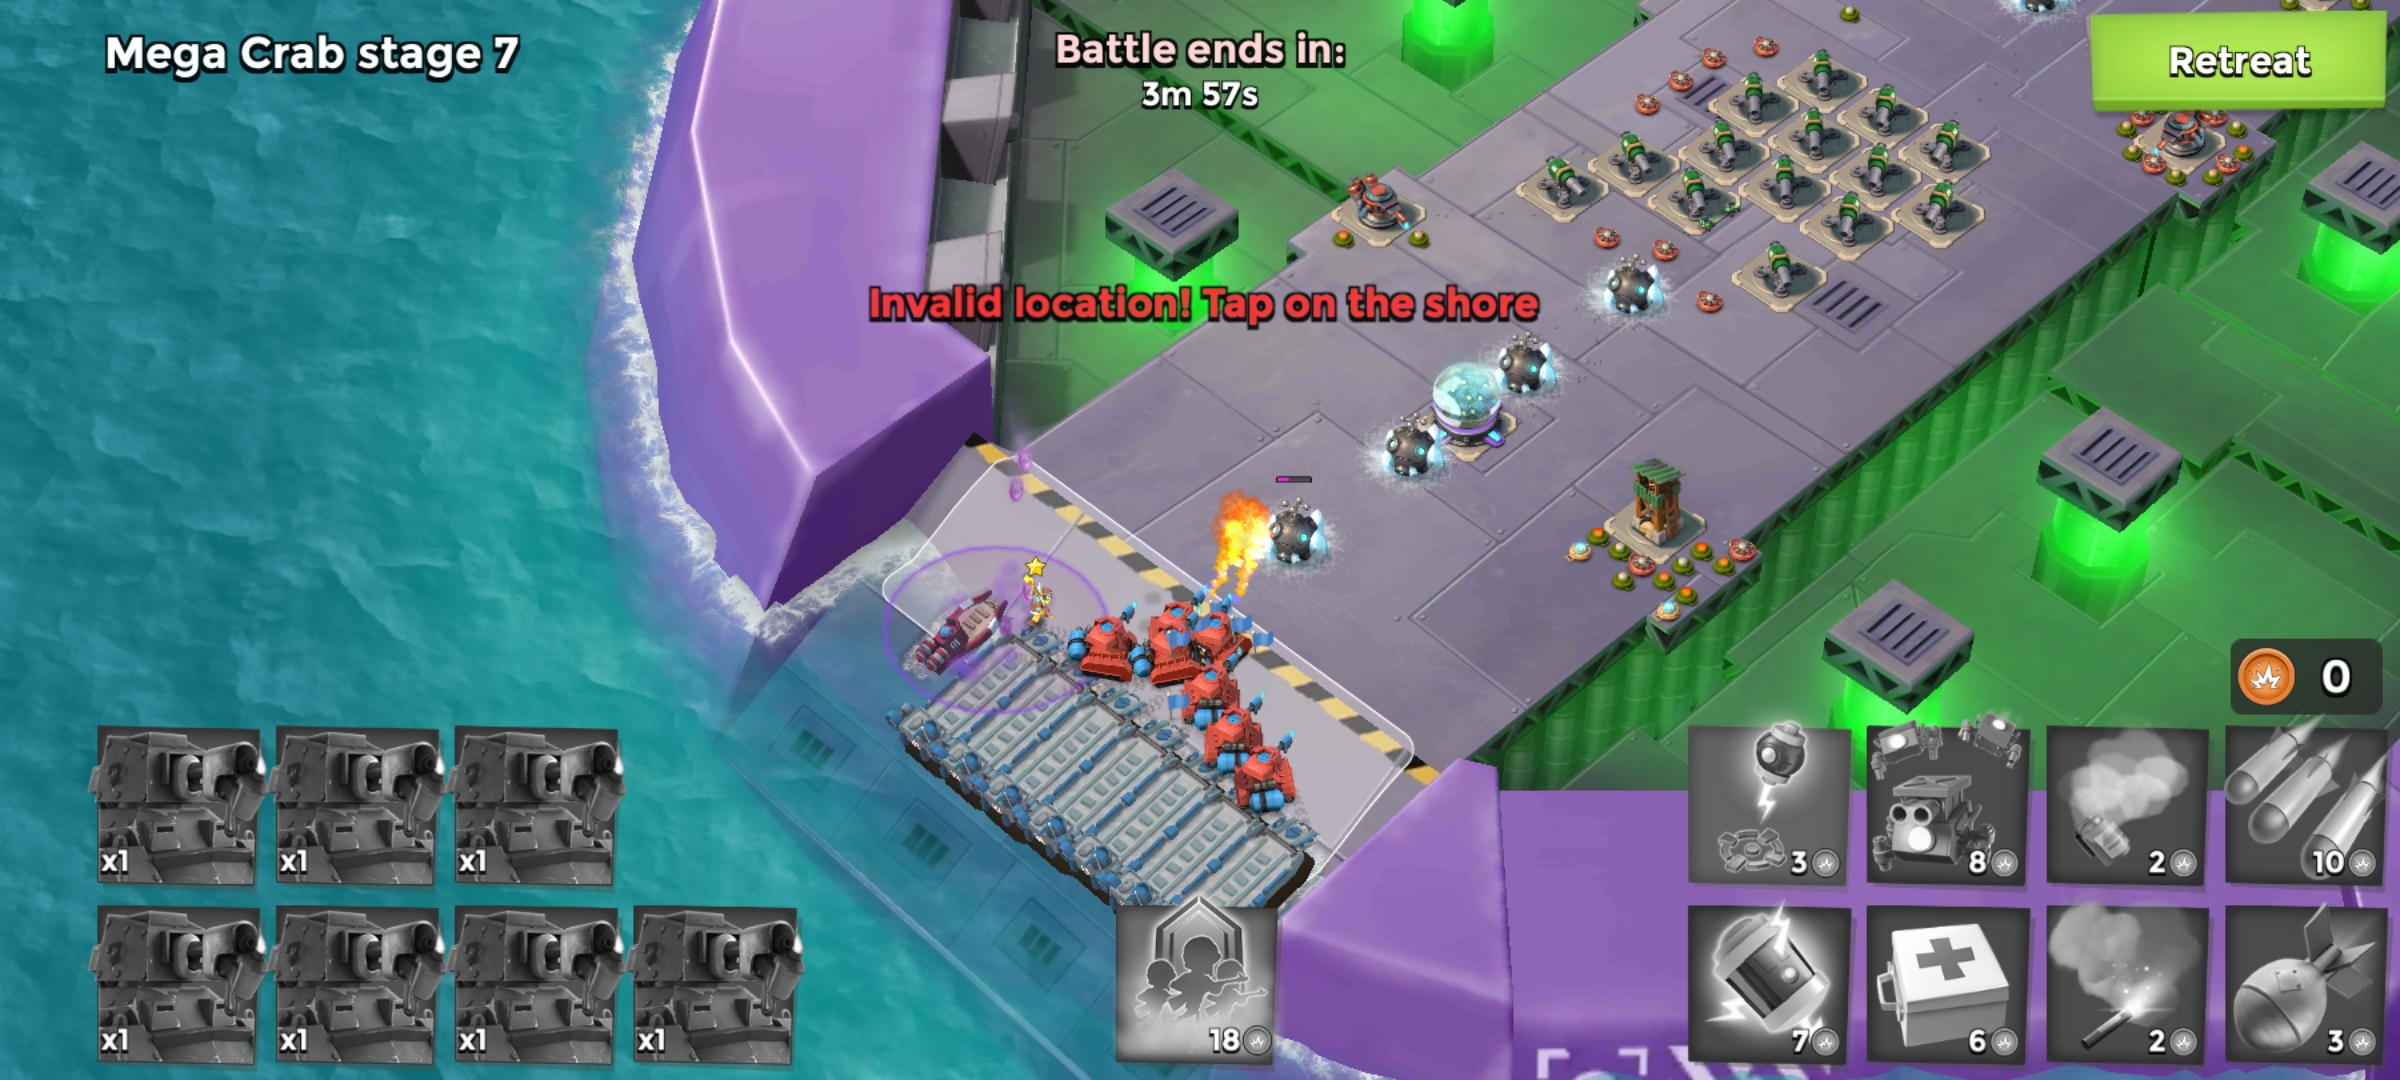 Mega Crab stage 7
Battle ends in:
3m 57s
Retreat
Invalid location! Tap on the shore
0
x1
x1
x1
3
8
2
10
x1
x1
x1
x1
18
7
6
2
3